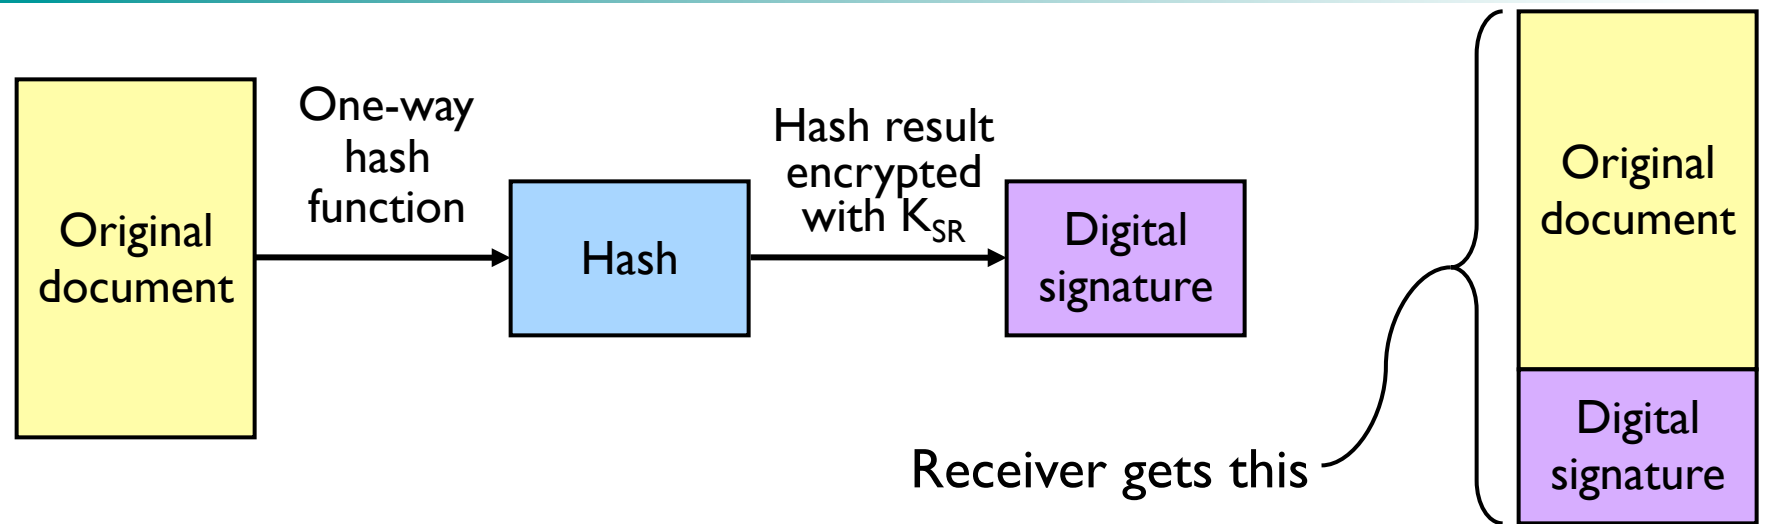 Original
document
One-way
hash
function
Hash
Hash result
encrypted
with K_SR
Digital
signature
Receiver gets this
Original
document
Digital
signature